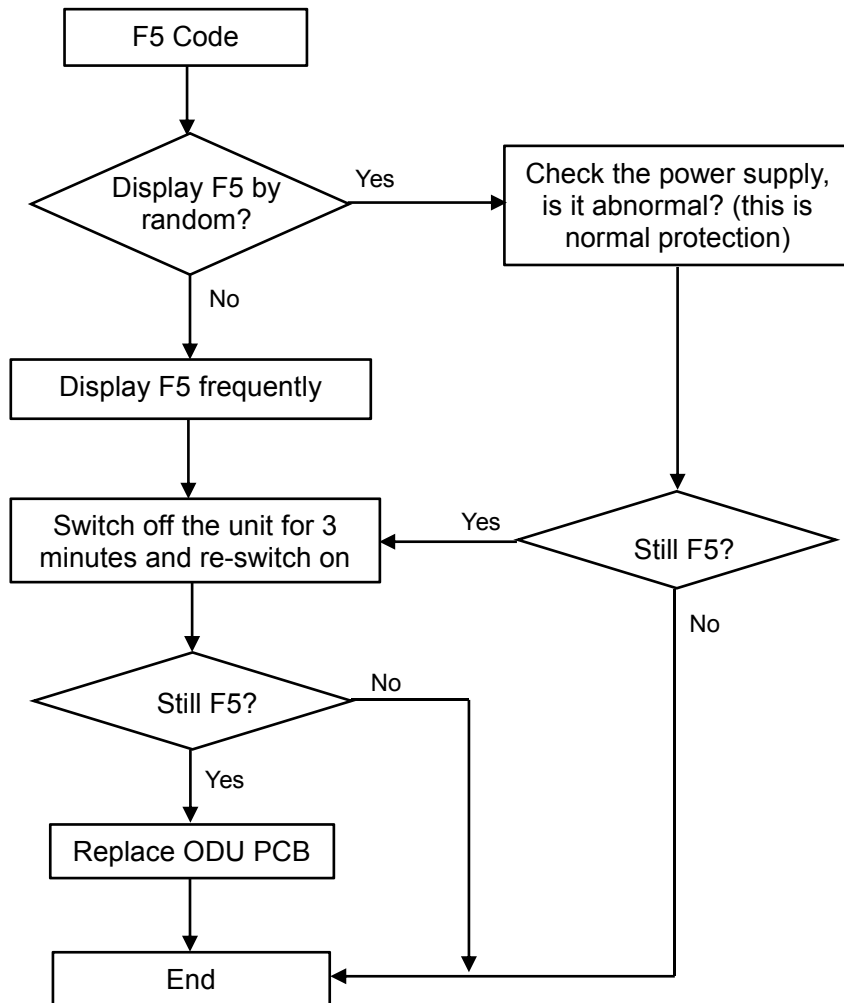 F5 Code
Display F5 by
random?
Yes
Check the power supply,
is it abnormal? (this is
normal protection)
No
Display F5 frequently
Switch off the unit for 3
minutes and re-switch on
Yes
Still F5?
No
Still F5?
No
Yes
Replace ODU PCB
End